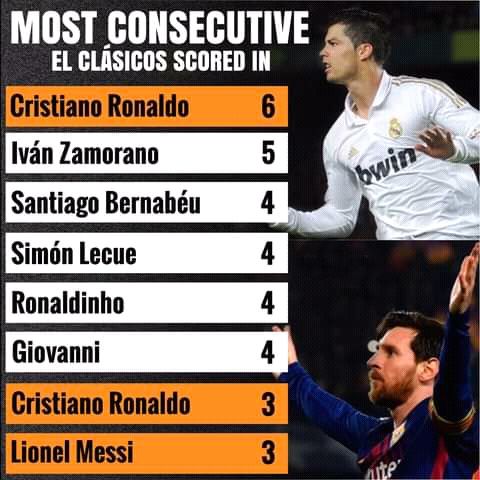 MOST CONSECUTIVE
EL CLÁSICOS SCORED IN
Cristiano Ronaldo 6
Iván Zamorano 5
Santiago Bernabéu 4
Simón Lecue 4
Ronaldinho 4
Giovanni 4
Cristiano Ronaldo 3
Lionel Messi 3
bwin